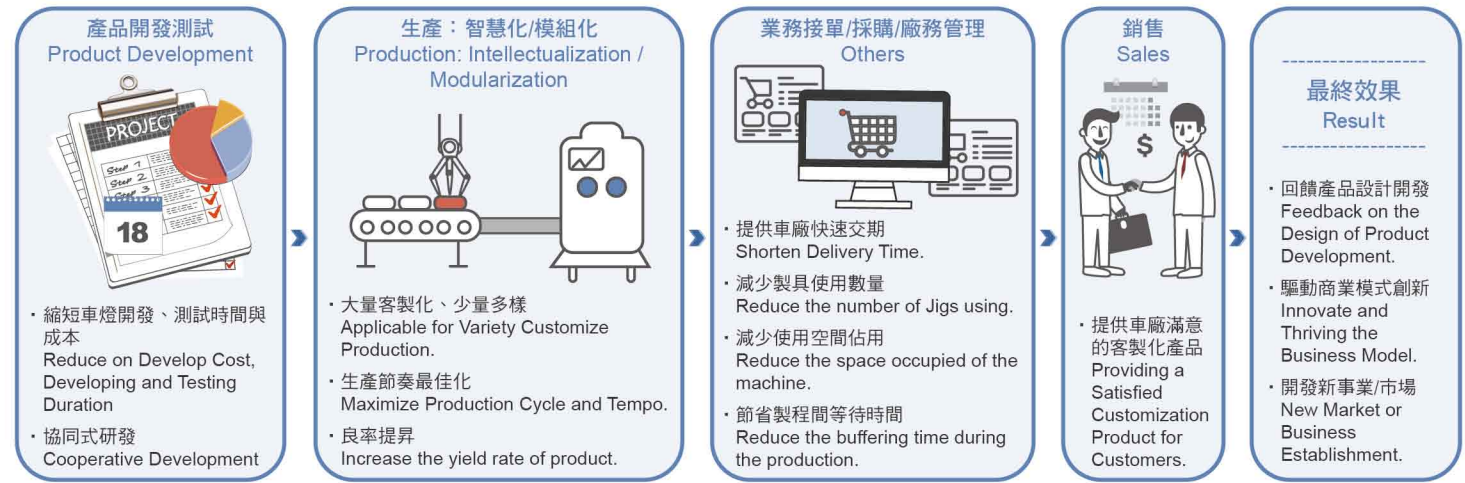 產品開發測試
Product Development
PROJECT
Step 1
Step 2
Step 3
18
· 縮短車燈開發、測試時間與
成本
Reduce on Develop Cost,
Developing and Testing
Duration
· 協同式研發
Cooperative Development
生產：智慧化/模組化
Production: Intellectualization /
Modularization
· 大量客製化、少量多樣
Applicable for Variety Customize
Production.
· 生產節奏最佳化
Maximize Production Cycle and Tempo.
· 良率提昇
Increase the yield rate of product.
業務接單/採購/廠務管理
Others
· 提供車廠快速交期
Shorten Delivery Time.
· 減少製具使用數量
Reduce the number of Jigs using.
· 減少使用空間佔用
Reduce the space occupied of the
machine.
· 節省製程間等待時間
Reduce the buffering time during
the production.
銷售
Sales
$
· 提供車廠滿意
的客製化產品
Providing a
Satisfied
Customization
Product for
Customers.
最終效果
Result
· 回饋產品設計開發
Feedback on the
Design of Product
Development.
· 驅動商業模式創新
Innovate and
Thriving the
Business Model.
· 開發新事業/市場
New Market or
Business
Establishment.